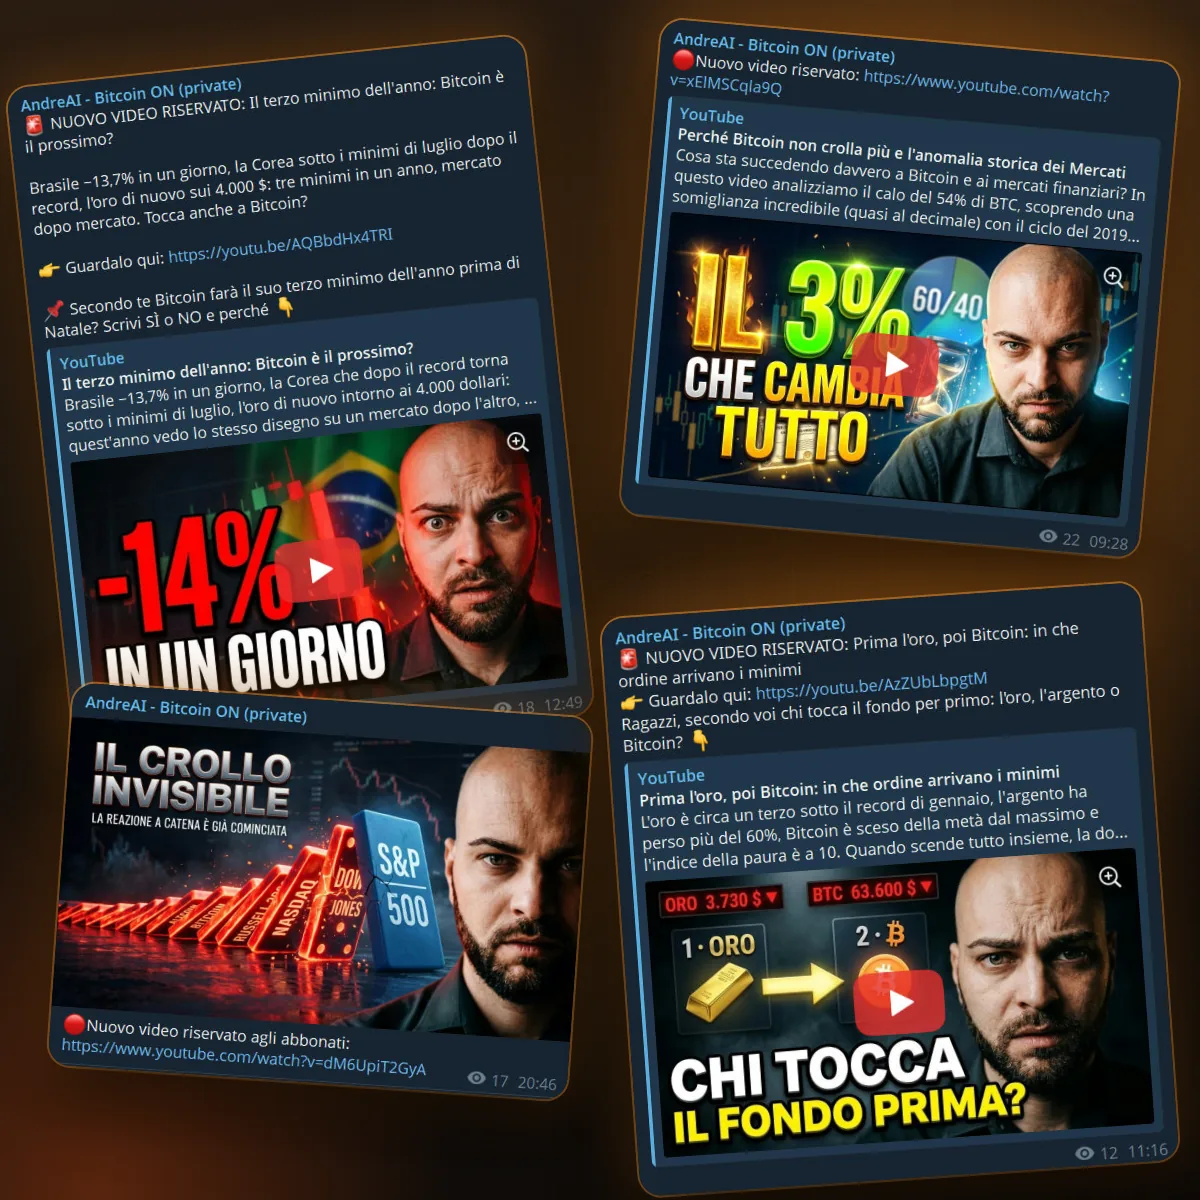 AndreAI - Bitcoin ON (private)
🚨 NUOVO VIDEO RISERVATO: Il terzo minimo dell'anno: Bitcoin è
il prossimo?
Brasile −13,7% in un giorno, la Corea sotto i minimi di luglio dopo il
record, l'oro di nuovo sui 4.000 $: tre minimi in un anno, mercato
dopo mercato. Tocca anche a Bitcoin?
👉 Guardalo qui: https://youtu.be/AQBbdHx4TRI
📌 Secondo te Bitcoin farà il suo terzo minimo dell'anno prima di
Natale? Scrivi SÌ o NO e perché 👇
YouTube
Il terzo minimo dell'anno: Bitcoin è il prossimo?
Brasile −13,7% in un giorno, la Corea che dopo il record torna
sotto i minimi di luglio, l'oro di nuovo intorno ai 4.000 dollari:
quest'anno vedo lo stesso disegno su un mercato dopo l'altro, ...
-14%
IN UN GIORNO
18 12:49
AndreAI - Bitcoin ON (private)
🔴Nuovo video riservato: https://www.youtube.com/watch?
v=xElMSCqla9Q
YouTube
Perché Bitcoin non crolla più e l'anomalia storica dei Mercati
Cosa sta succedendo davvero a Bitcoin e ai mercati finanziari? In
questo video analizziamo il calo del 54% di BTC, scoprendo una
somiglianza incredibile (quasi al decimale) con il ciclo del 2019...
IL 3%
60/40
CHE CAMBIA
TUTTO
22 09:28
AndreAI - Bitcoin ON (private)
IL CROLLO
INVISIBILE
LA REAZIONE A CATENA È GIÀ COMINCIATA
BITCOIN
RUSSELL
NASDAQ
DOW
JONES
S&P
500
🔴Nuovo video riservato agli abbonati:
https://www.youtube.com/watch?v=dM6UpiT2GyA
17 20:46
AndreAI - Bitcoin ON (private)
🚨 NUOVO VIDEO RISERVATO: Prima l'oro, poi Bitcoin: in che
ordine arrivano i minimi
👉 Guardalo qui: https://youtu.be/AzZUbLbpgtM
Ragazzi, secondo voi chi tocca il fondo per primo: l'oro, l'argento o
Bitcoin? 👇
YouTube
Prima l'oro, poi Bitcoin: in che ordine arrivano i minimi
L'oro è circa un terzo sotto il record di gennaio, l'argento ha
perso più del 60%, Bitcoin è sceso della metà dal massimo e
l'indice della paura è a 10. Quando scende tutto insieme, la do...
ORO 3.730 $ ▼
BTC 63.600 $ ▼
1 · ORO
2 · ₿
CHI TOCCA
IL FONDO PRIMA?
12 11:16